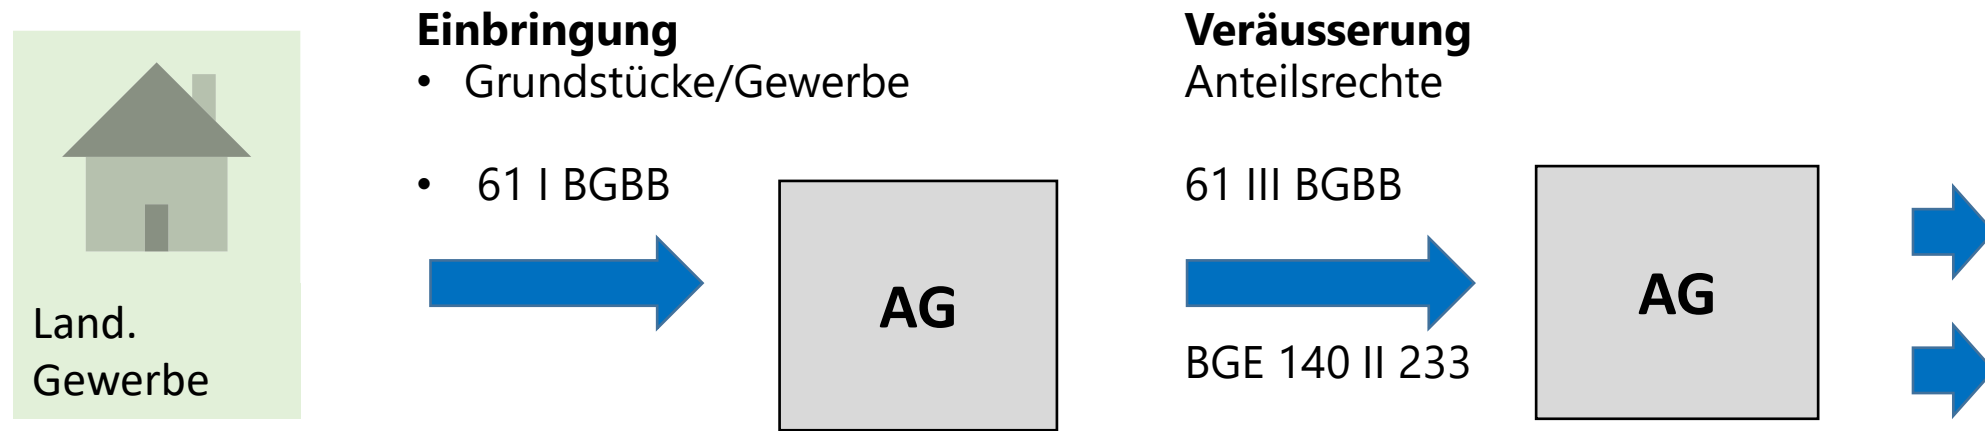 Einbringung
• Grundstücke/Gewerbe
• 61 I BGBB
AG
Land.
Gewerbe
Veräusserung
Anteilsrechte
61 III BGBB
BGE 140 II 233
AG